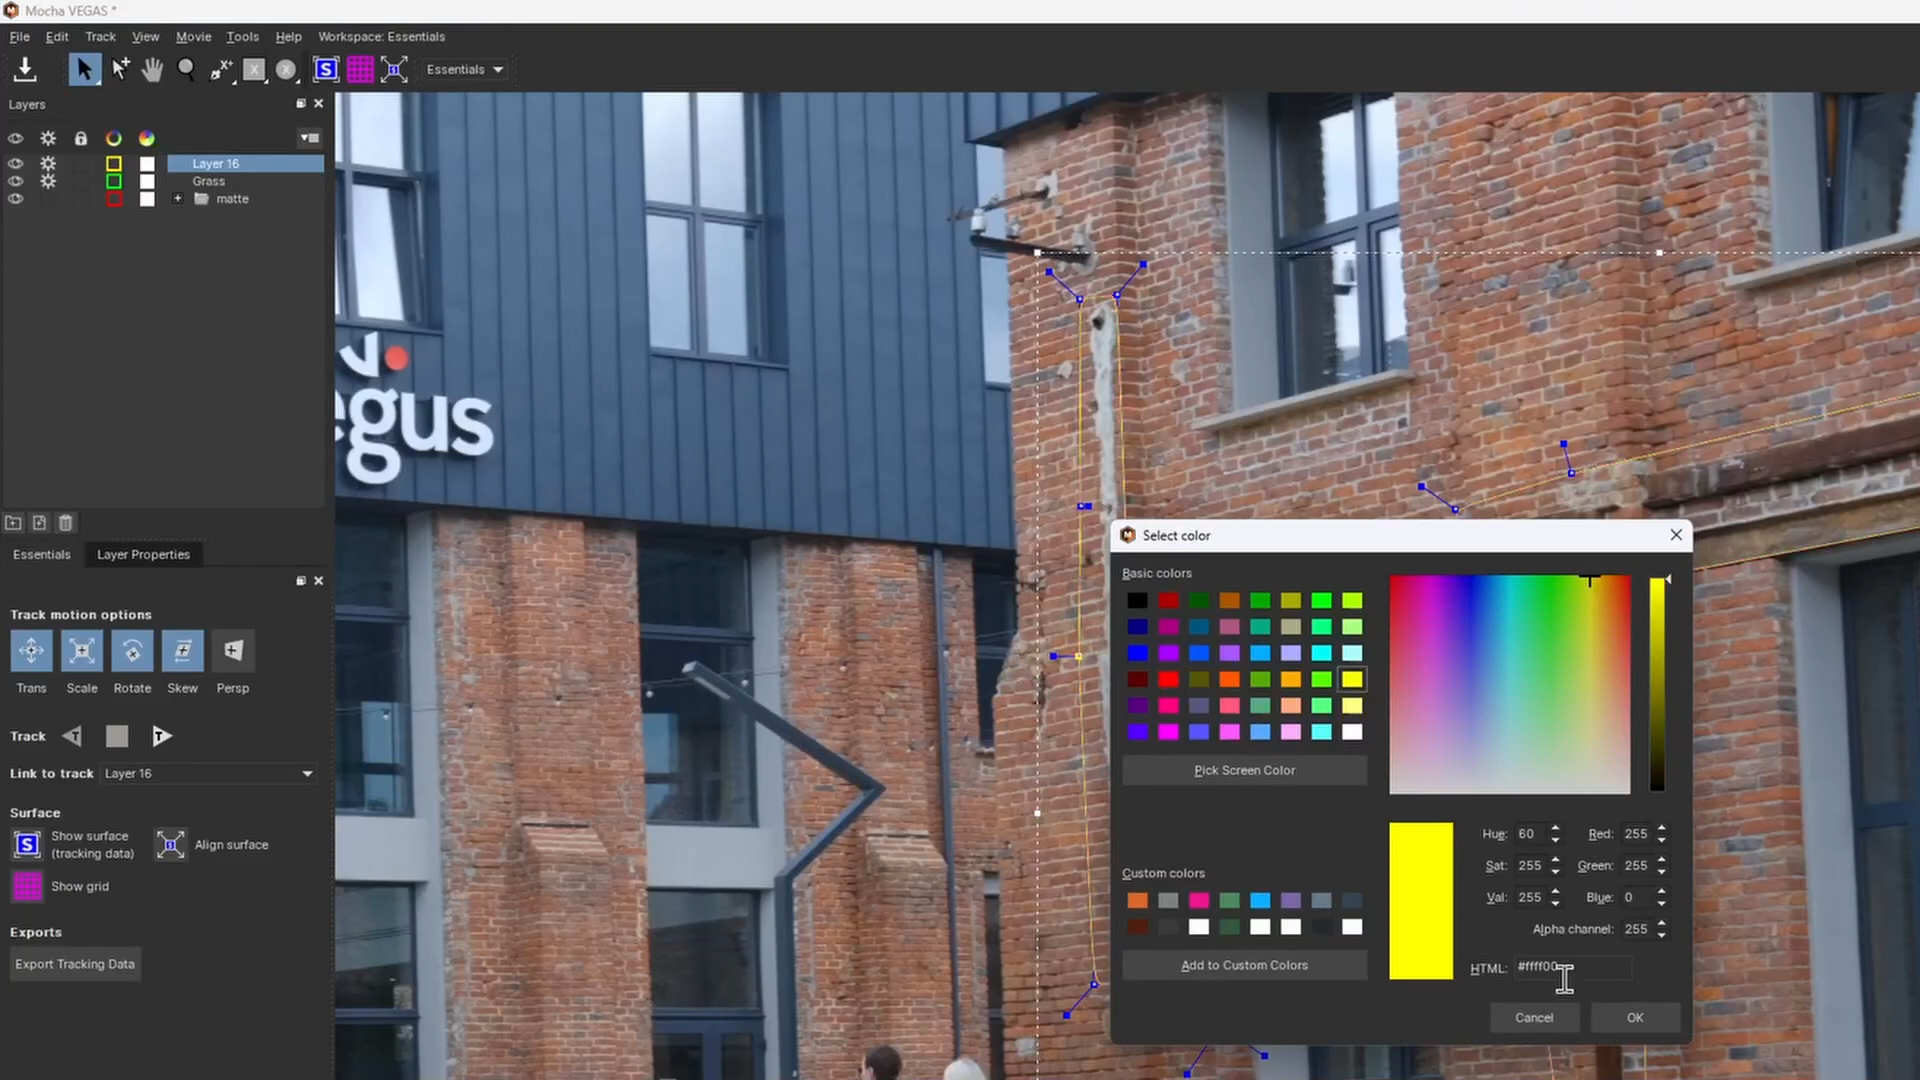 Mocha VEGAS *
File Edit Track View Movie Tools Help Workspace: Essentials
S X X Essentials
Layers
Layer 16
Grass
matte
egus
Essentials Layer Properties
Track motion options
Trans Scale Rotate Skew Persp
Track T T
Link to track Layer 16
Surface
S Show surface
(tracking data)
S Align surface
Show grid
Exports
Export Tracking Data
Select color
Basic colors
Pick Screen Color
Custom colors
Add to Custom Colors
Hue: 60 Red: 255
Sat: 255 Green: 255
Val: 255 Blue: 0
Alpha channel: 255
HTML: #ffff00
Cancel OK